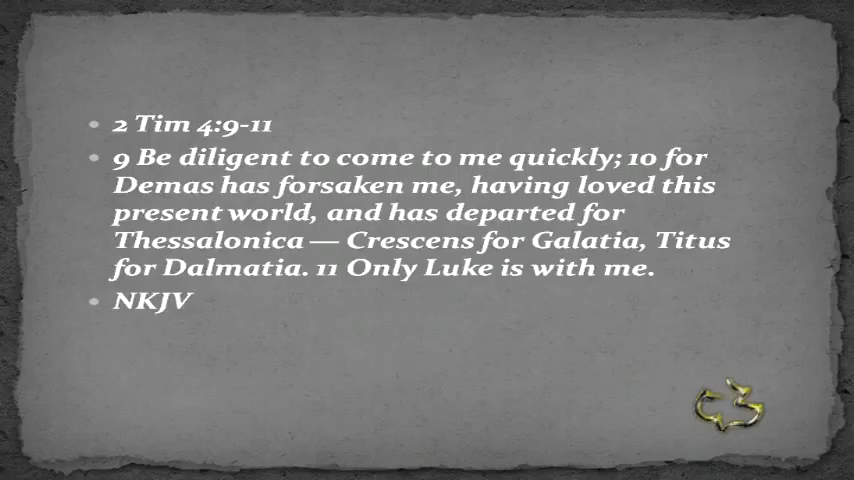 2 Tim 4:9-11
9 Be diligent to come to me quickly; 10 for
Demas has forsaken me, having loved this
present world, and has departed for
Thessalonica — Crescens for Galatia, Titus
for Dalmatia. 11 Only Luke is with me.
NKJV